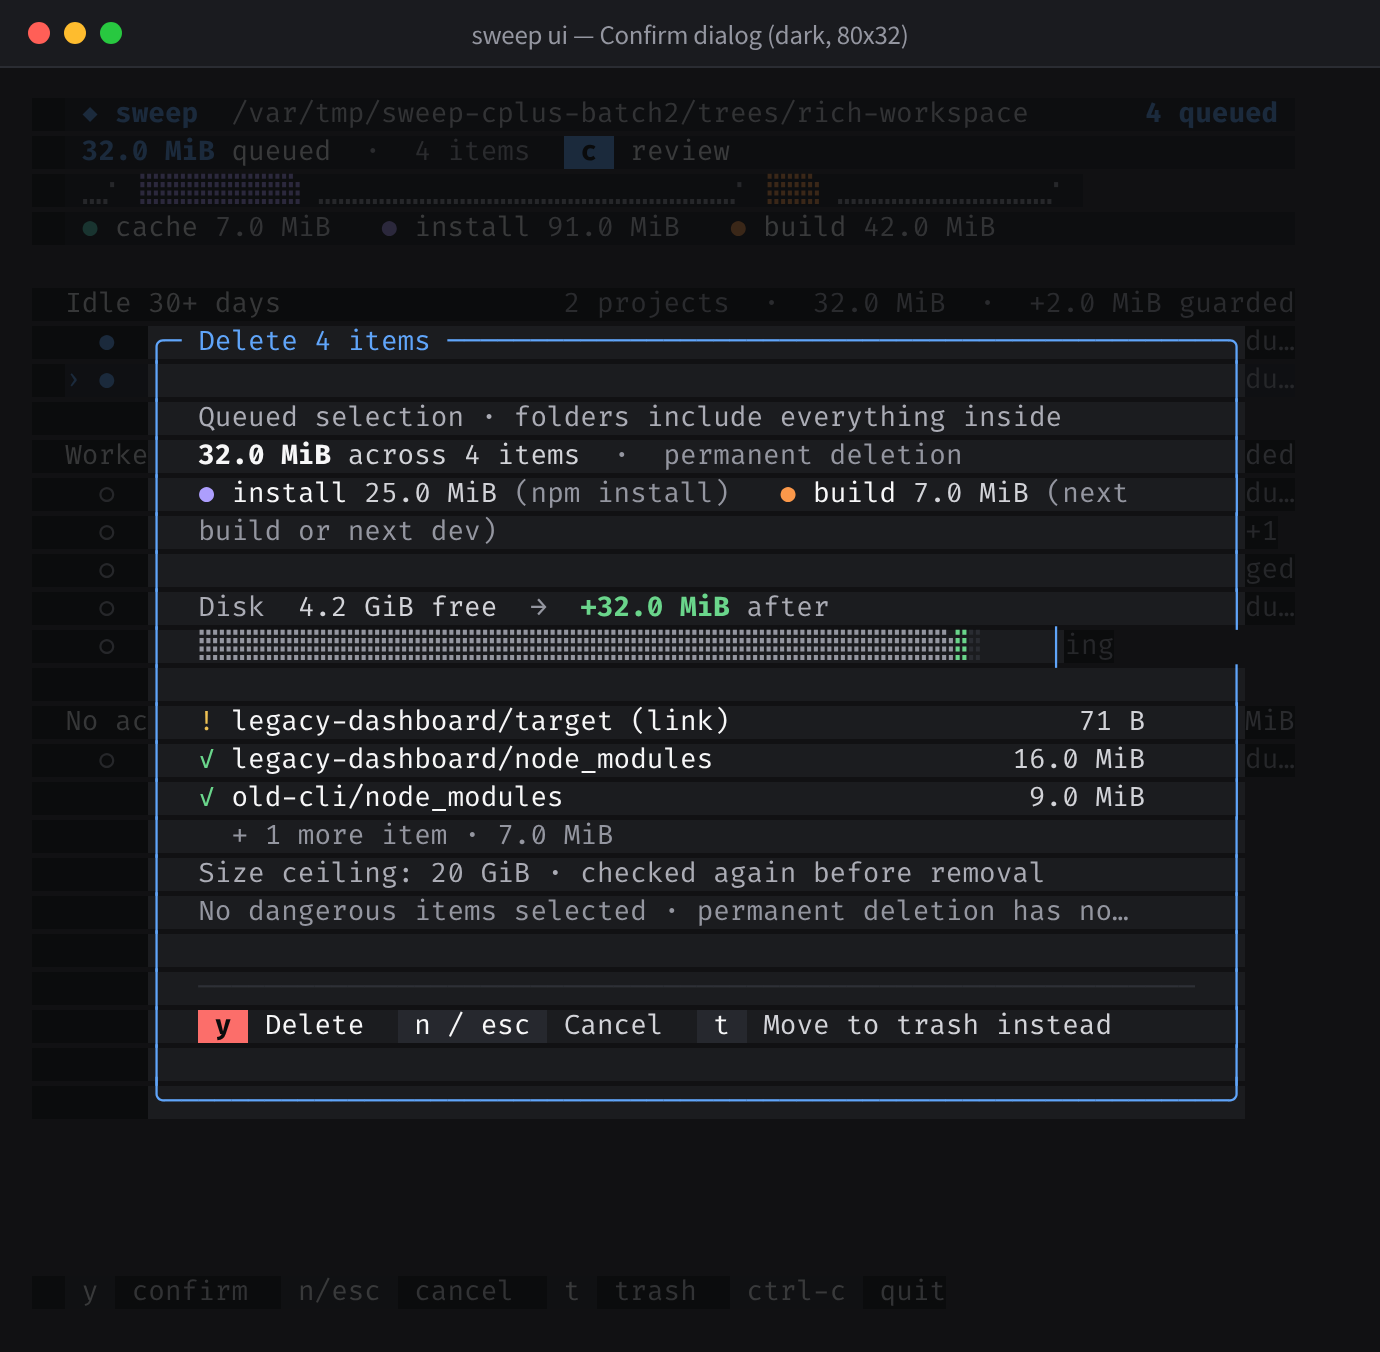 sweep ui — Confirm dialog (dark, 80x32)
◆ sweep /var/tmp/sweep-cplus-batch2/trees/rich-workspace 4 queued
32.0 MiB queued · 4 items c review
● cache 7.0 MiB ● install 91.0 MiB ● build 42.0 MiB
Idle 30+ days 2 projects · 32.0 MiB · +2.0 MiB guarded
Delete 4 items du…
› ● du…
Queued selection · folders include everything inside
Worke 32.0 MiB across 4 items · permanent deletion ded
● install 25.0 MiB (npm install) ● build 7.0 MiB (next du…
build or next dev) +1
ged
Disk 4.2 GiB free → +32.0 MiB after du…
ing
No ac ! legacy-dashboard/target (link) 71 B MiB
√ legacy-dashboard/node_modules 16.0 MiB du…
√ old-cli/node_modules 9.0 MiB
+ 1 more item · 7.0 MiB
Size ceiling: 20 GiB · checked again before removal
No dangerous items selected · permanent deletion has no…
y Delete n / esc Cancel t Move to trash instead
y confirm n/esc cancel t trash ctrl-c quit